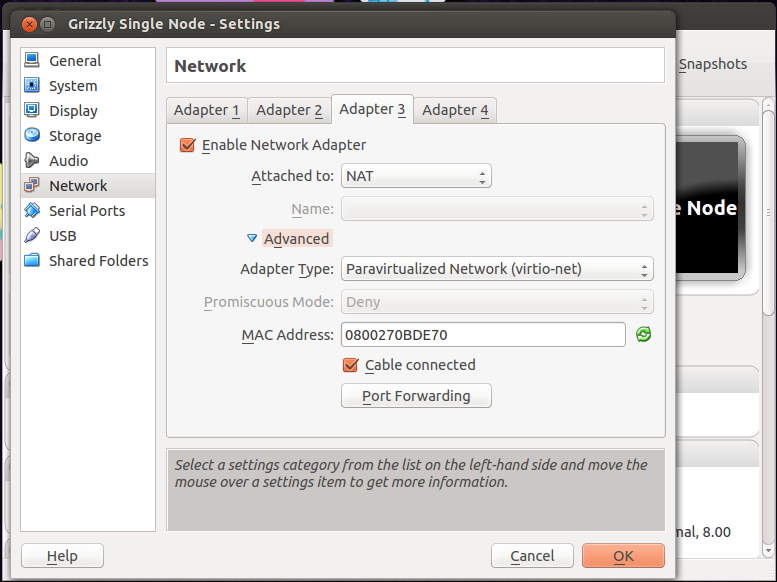 Grizzly Single Node - Settings
General
System
Display
Storage
Audio
Network
Serial Ports
USB
Shared Folders
Network
Adapter 1
Adapter 2
Adapter 3
Adapter 4
Enable Network Adapter
Attached to: NAT
Name:
Advanced
Adapter Type: Paravirtualized Network (virtio-net)
Promiscuous Mode: Deny
MAC Address: 0800270BDE70
Cable connected
Port Forwarding
Select a settings category from the list on the left-hand side and move the
mouse over a settings item to get more information.
Help
Cancel
OK
Snapshots
e Node
mal, 8.00